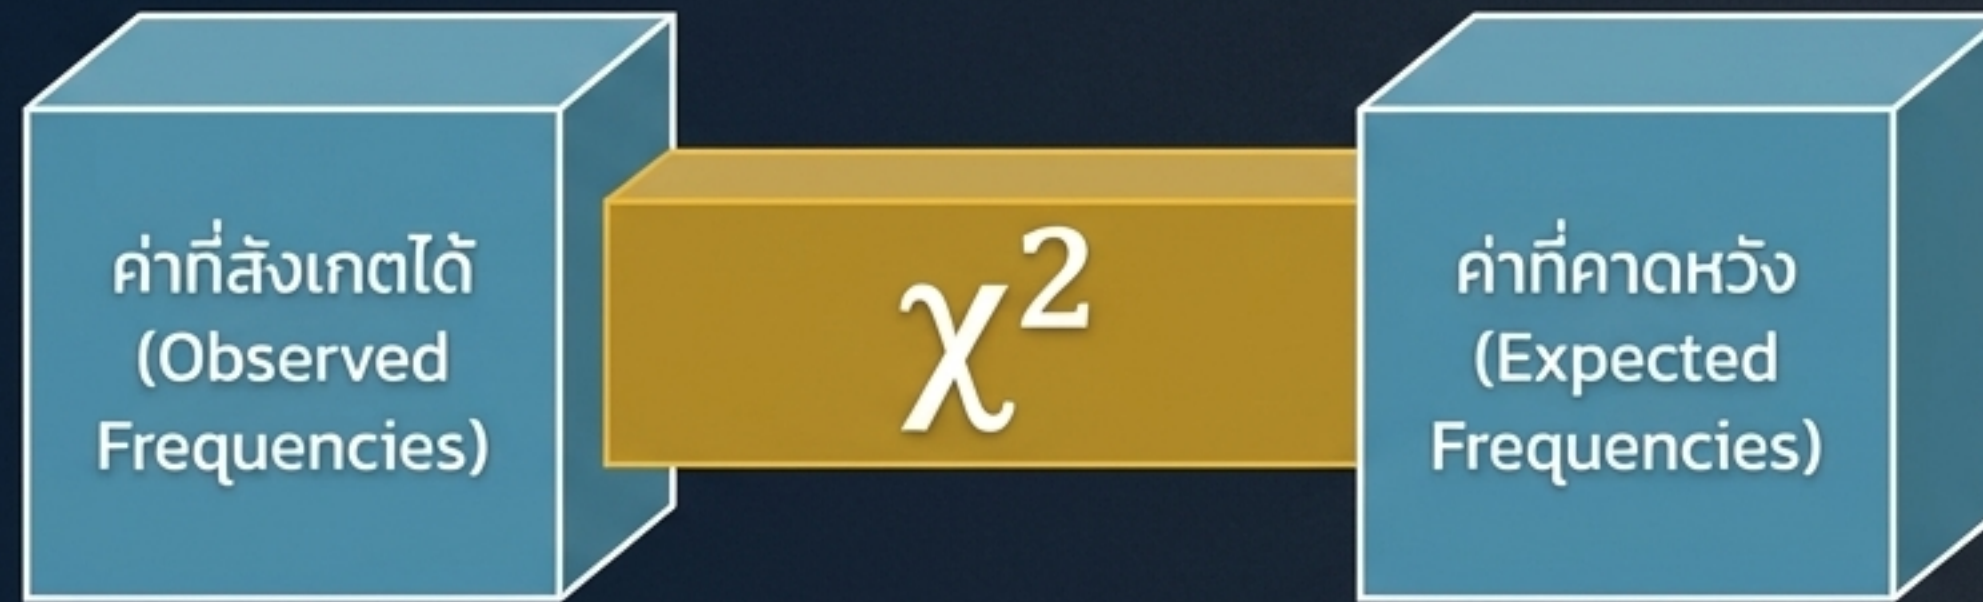 ค่าที่สังเกตได้
(Observed
Frequencies)
χ²
ค่าที่คาดหวัง
(Expected
Frequencies)